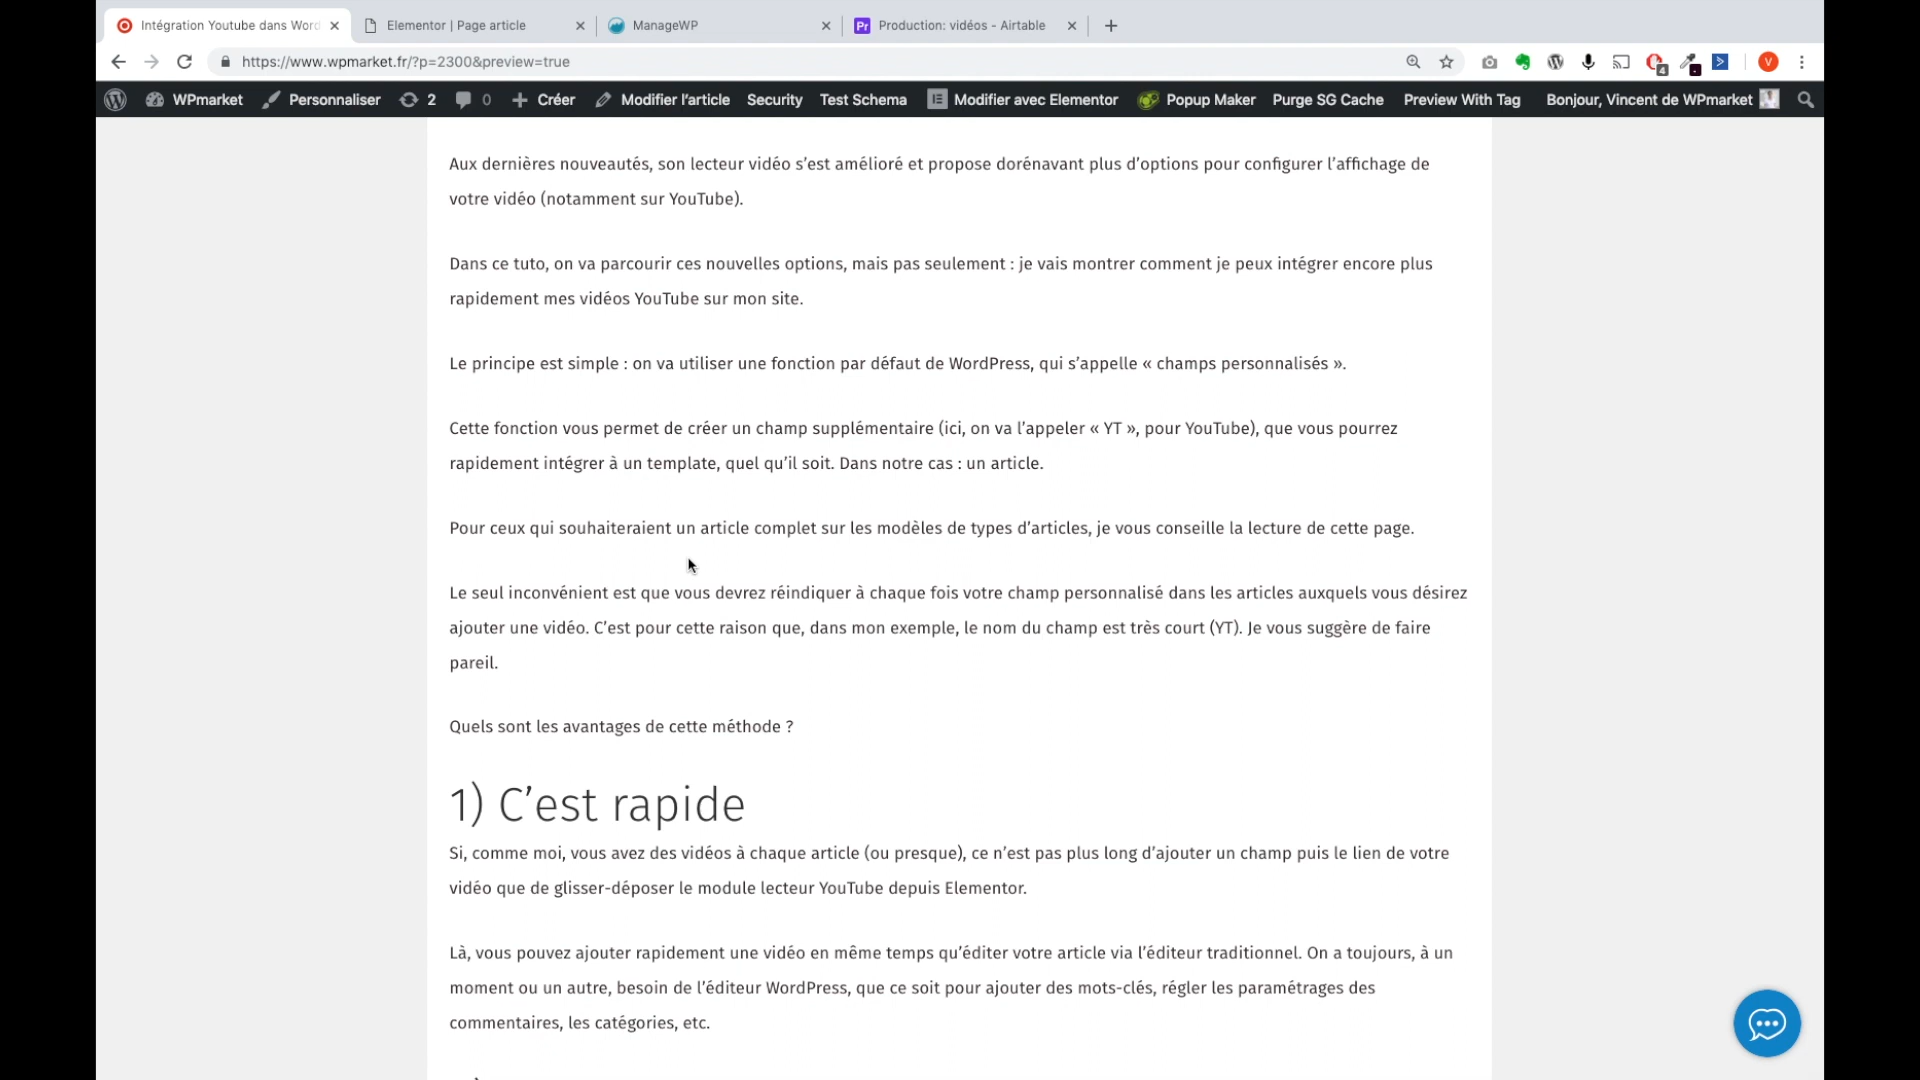 Intégration Youtube dans Word
Elementor | Page article
ManageWP
Pr
Production: vidéos - Airtable
https://www.wpmarket.fr/?p=2300&preview=true
4
V
WPmarket
Personnaliser
2
0
Créer
Modifier l'article
Security
Test Schema
Modifier avec Elementor
Popup Maker
Purge SG Cache
Preview With Tag
Bonjour, Vincent de WPmarket
Aux dernières nouveautés, son lecteur vidéo s'est amélioré et propose dorénavant plus d'options pour configurer l'affichage de
votre vidéo (notamment sur YouTube).
Dans ce tuto, on va parcourir ces nouvelles options, mais pas seulement : je vais montrer comment je peux intégrer encore plus
rapidement mes vidéos YouTube sur mon site.
Le principe est simple : on va utiliser une fonction par défaut de WordPress, qui s'appelle « champs personnalisés ».
Cette fonction vous permet de créer un champ supplémentaire (ici, on va l'appeler « YT », pour YouTube), que vous pourrez
rapidement intégrer à un template, quel qu'il soit. Dans notre cas : un article.
Pour ceux qui souhaiteraient un article complet sur les modèles de types d'articles, je vous conseille la lecture de cette page.
Le seul inconvénient est que vous devrez réindiquer à chaque fois votre champ personnalisé dans les articles auxquels vous désirez
ajouter une vidéo. C'est pour cette raison que, dans mon exemple, le nom du champ est très court (YT). Je vous suggère de faire
pareil.
Quels sont les avantages de cette méthode ?
1) C'est rapide
Si, comme moi, vous avez des vidéos à chaque article (ou presque), ce n'est pas plus long d'ajouter un champ puis le lien de votre
vidéo que de glisser-déposer le module lecteur YouTube depuis Elementor.
Là, vous pouvez ajouter rapidement une vidéo en même temps qu'éditer votre article via l'éditeur traditionnel. On a toujours, à un
moment ou un autre, besoin de l'éditeur WordPress, que ce soit pour ajouter des mots-clés, régler les paramétrages des
commentaires, les catégories, etc.